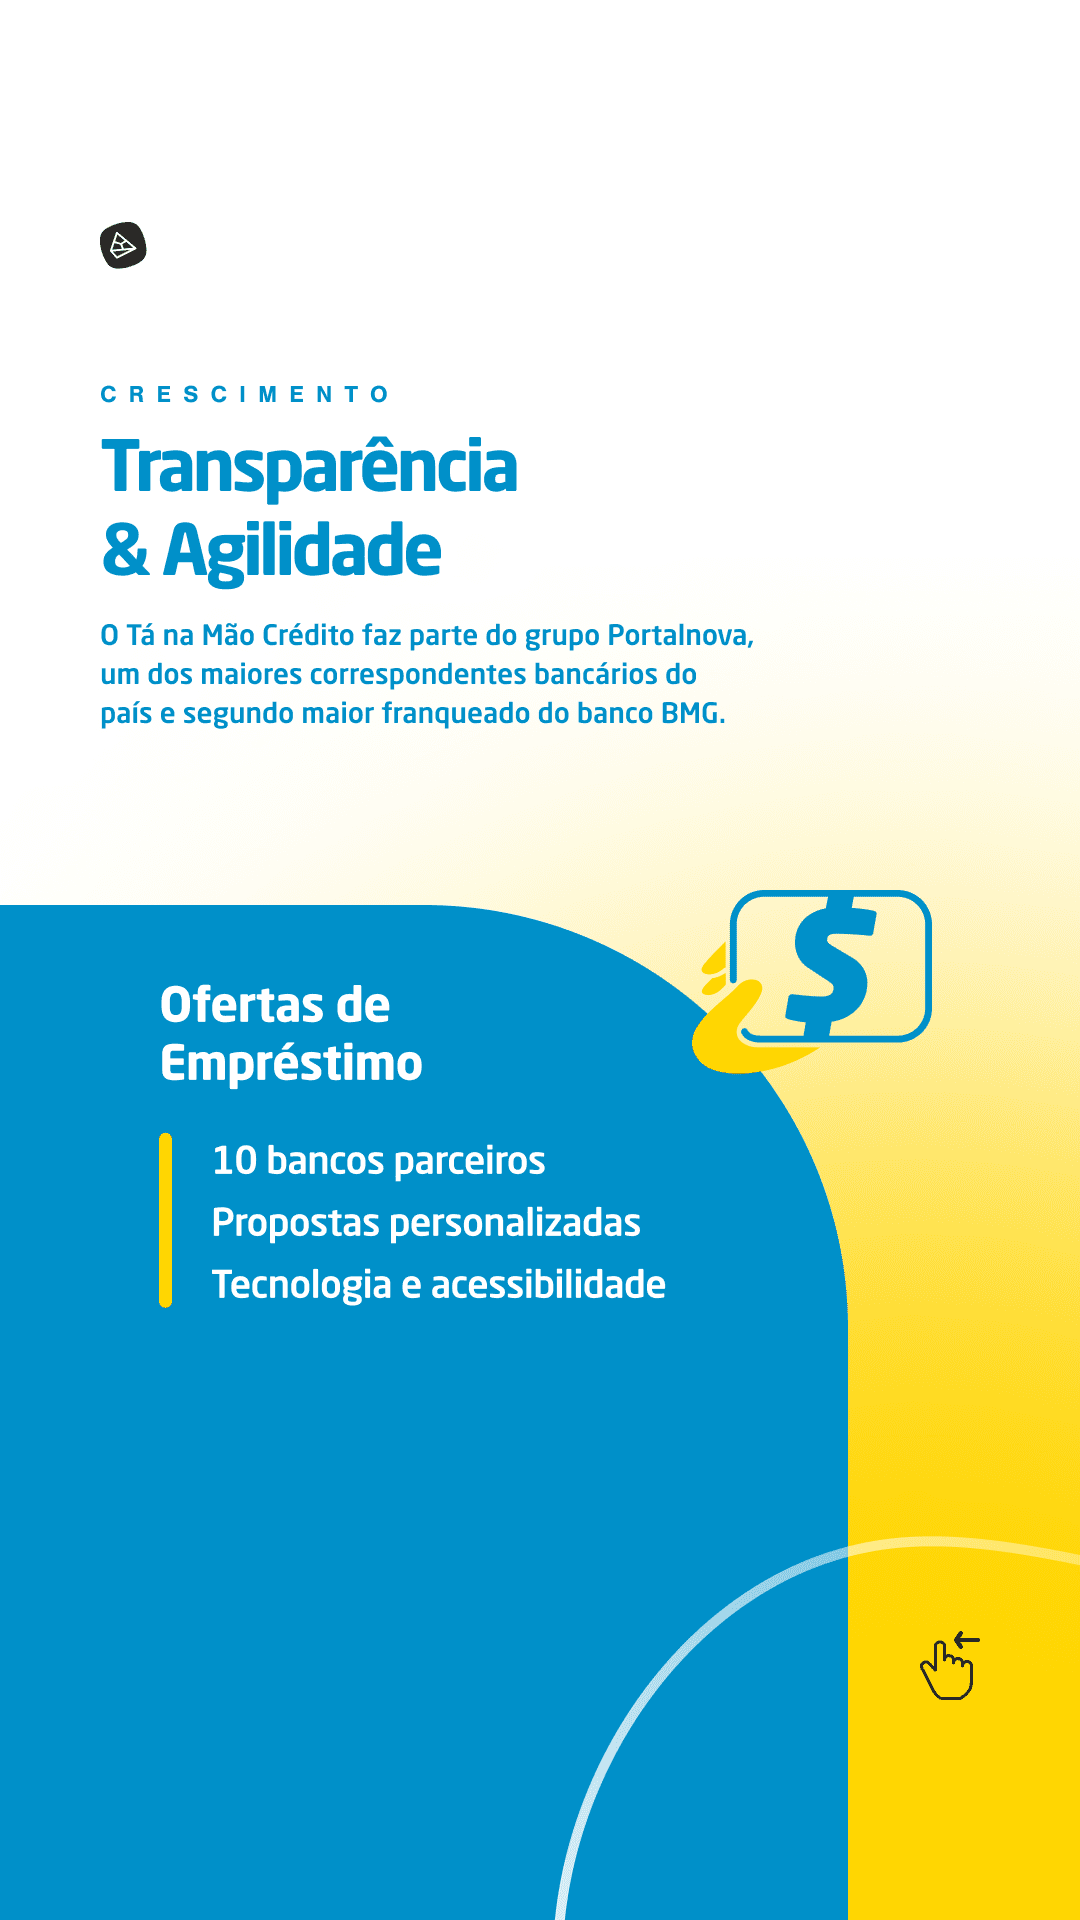 CRESCIMENTO
Transparência
& Agilidade
O Tá na Mão Crédito faz parte do grupo Portalnova,
um dos maiores correspondentes bancários do
país e segundo maior franqueado do banco BMG.
$
Ofertas de
Empréstimo
10 bancos parceiros
Propostas personalizadas
Tecnologia e acessibilidade